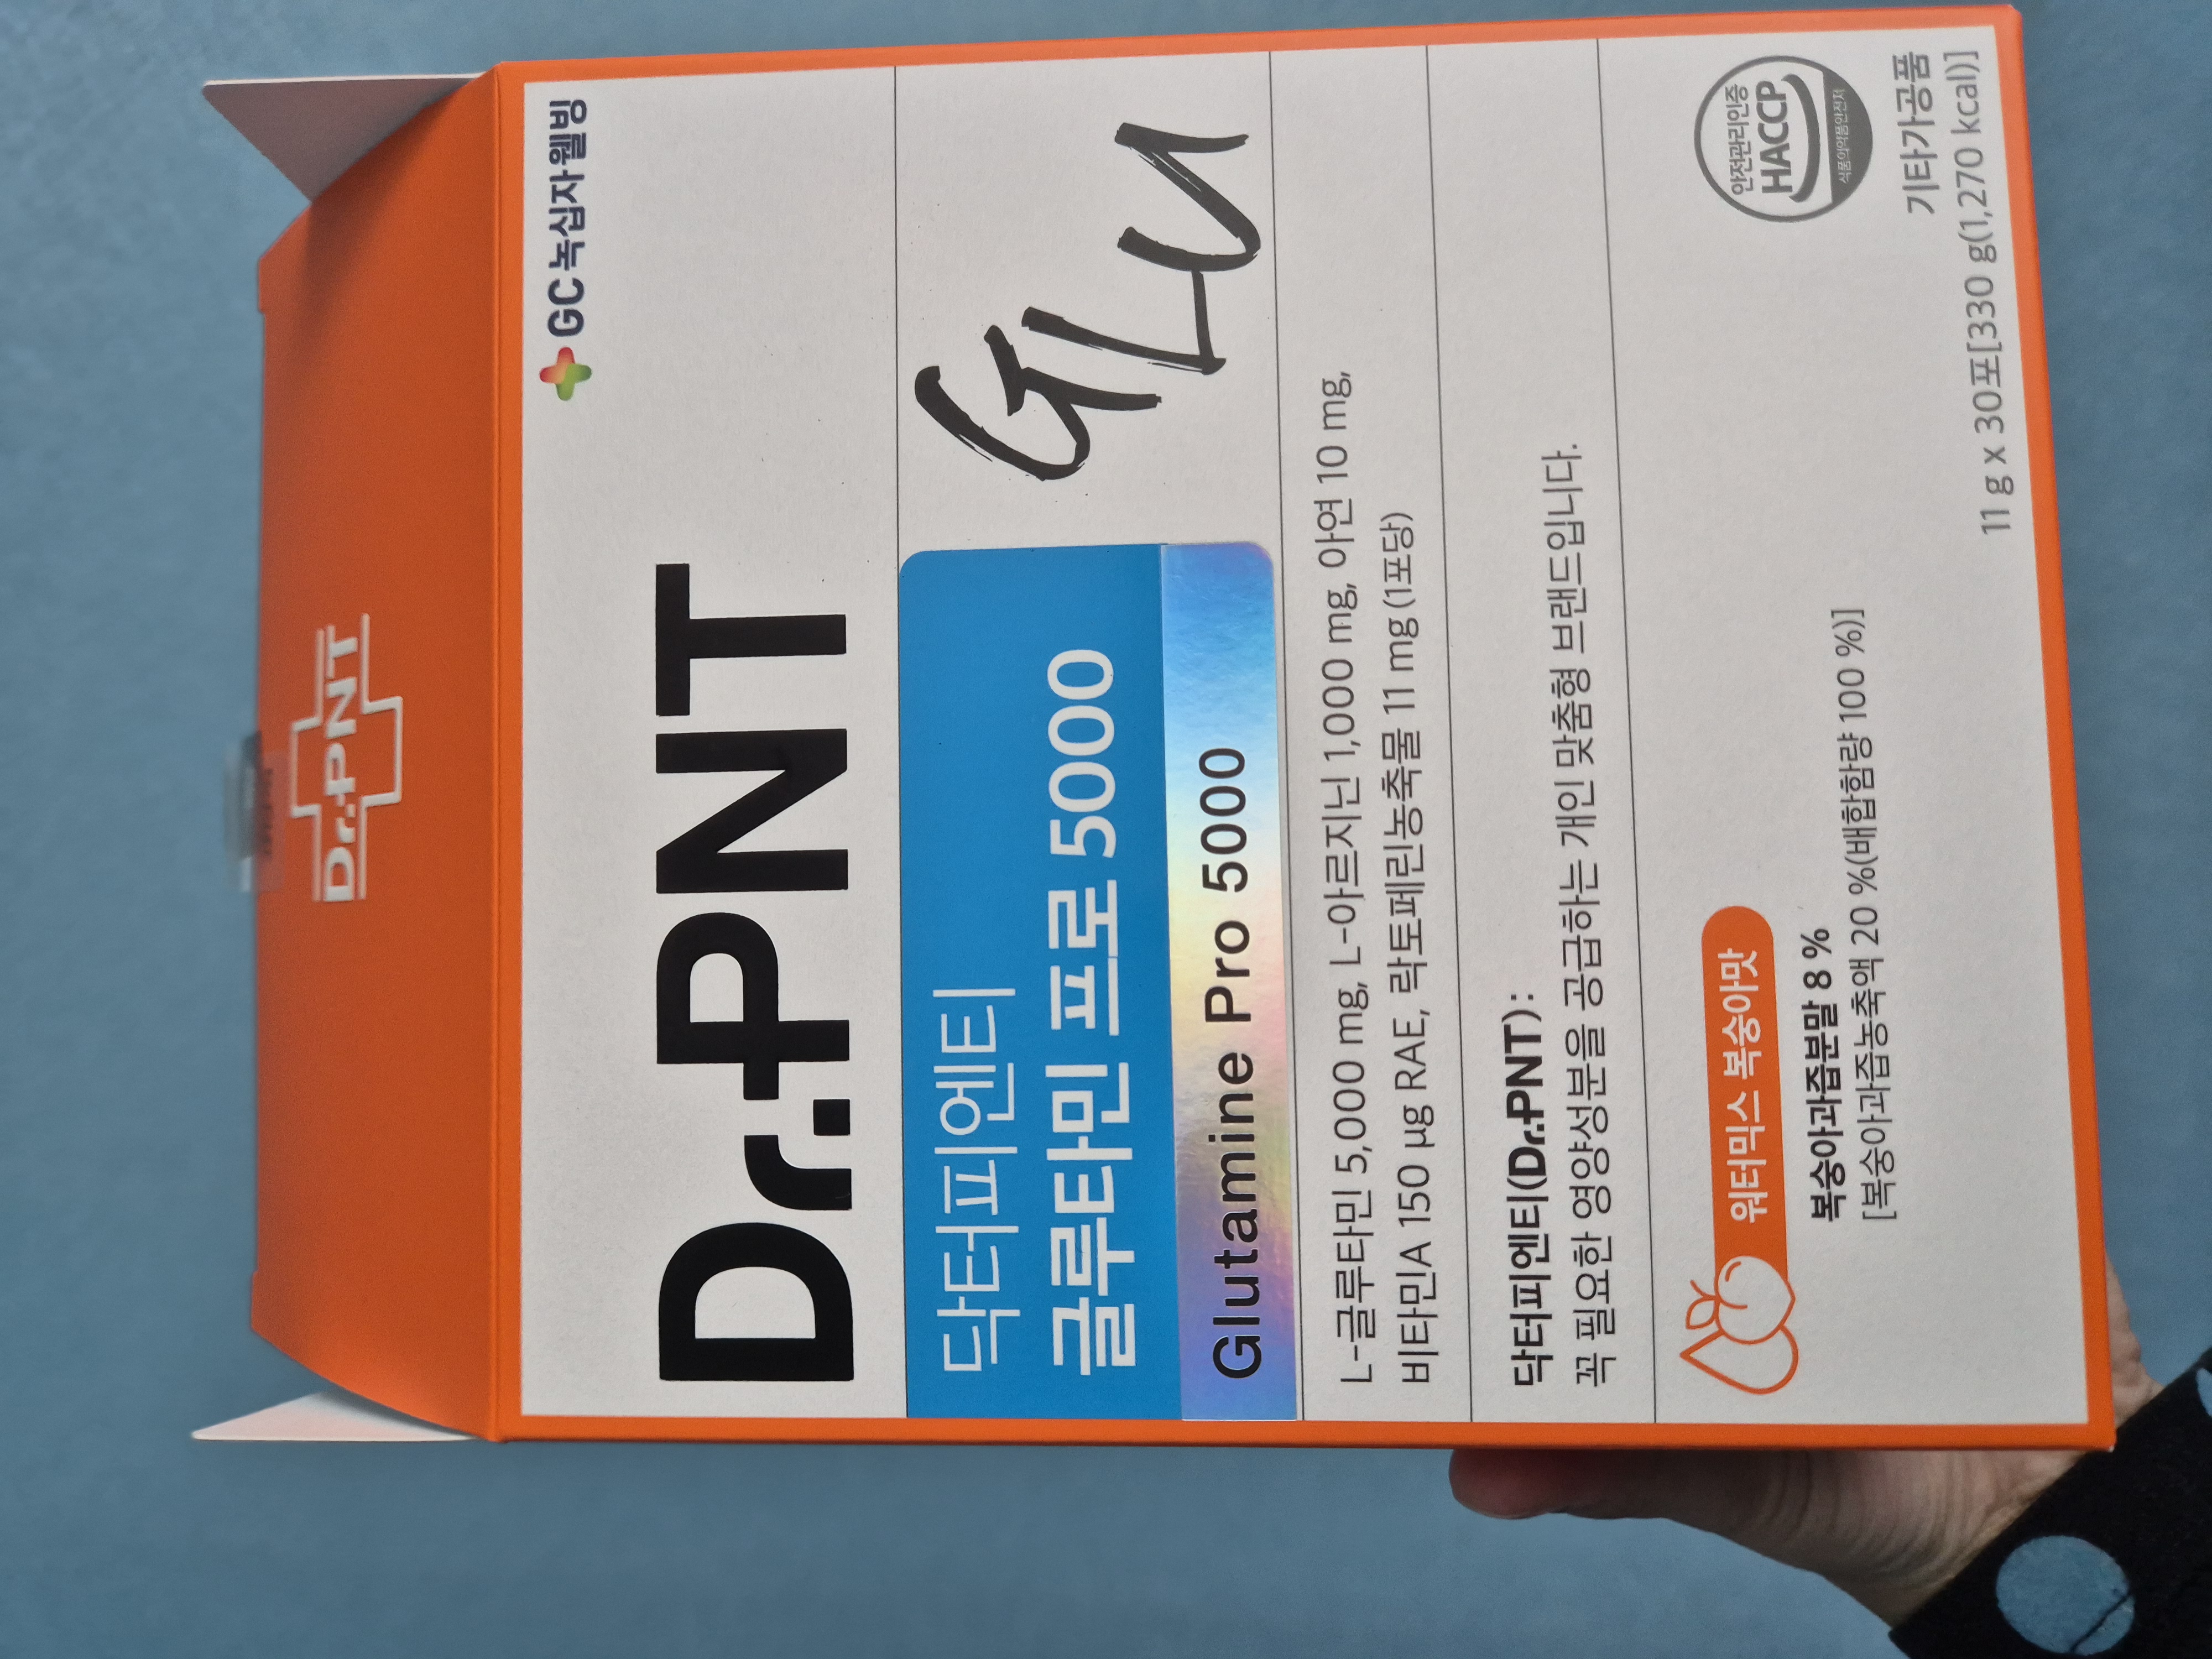 Dr.PNT
GC 녹십자웰빙
Dr.PNT
닥터피엔티
글루타민 프로 5000
Glutamine Pro 5000
GLU
L-글루타민 5,000 mg, L-아르지닌 1,000 mg, 아연 10 mg,
비타민A 150 μg RAE, 락토페린농축물 11 mg (1포당)
닥터피엔티(Dr.PNT):
꼭 필요한 영양성분을 공급하는 개인 맞춤형 브랜드입니다.
워터믹스 복숭아맛
복숭아과즙분말 8 %
[복숭아과즙농축액 20 %(배합함량 100 %)]
안전관리인증
HACCP
식품의약품안전처
기타가공품
11 g x 30포[330 g(1,270 kcal)]